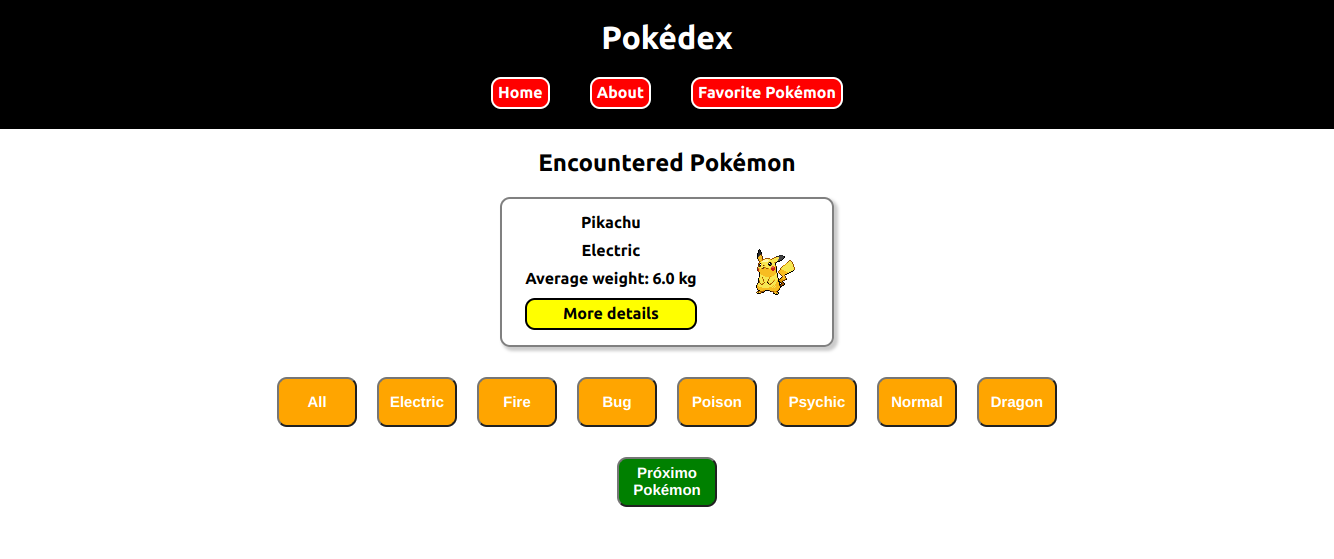 Pokédex
Home About Favorite Pokémon
Encountered Pokémon
Pikachu
Electric
Average weight: 6.0 kg
More details
All Electric Fire Bug Poison Psychic Normal Dragon
Próximo
Pokémon